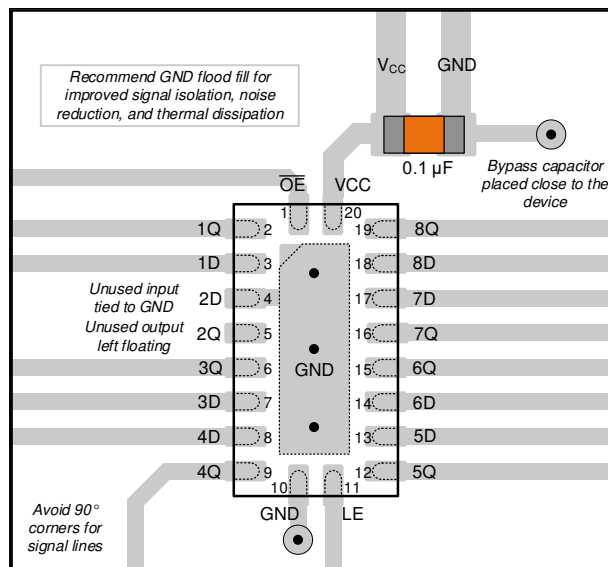 Recommend GND flood fill for
improved signal isolation, noise
reduction, and thermal dissipation
VCC GND
0.1 µF
Bypass capacitor
placed close to the
device
OE VCC
1 20
1Q 2 19 8Q
1D 3 18 8D
Unused input
tied to GND
2D 4 17 7D
Unused output
left floating
2Q 5 16 7Q
3Q 6 GND 15 6Q
3D 7 14 6D
4D 8 13 5D
4Q 9 12 5Q
10 11
GND LE
Avoid 90°
corners for
signal lines